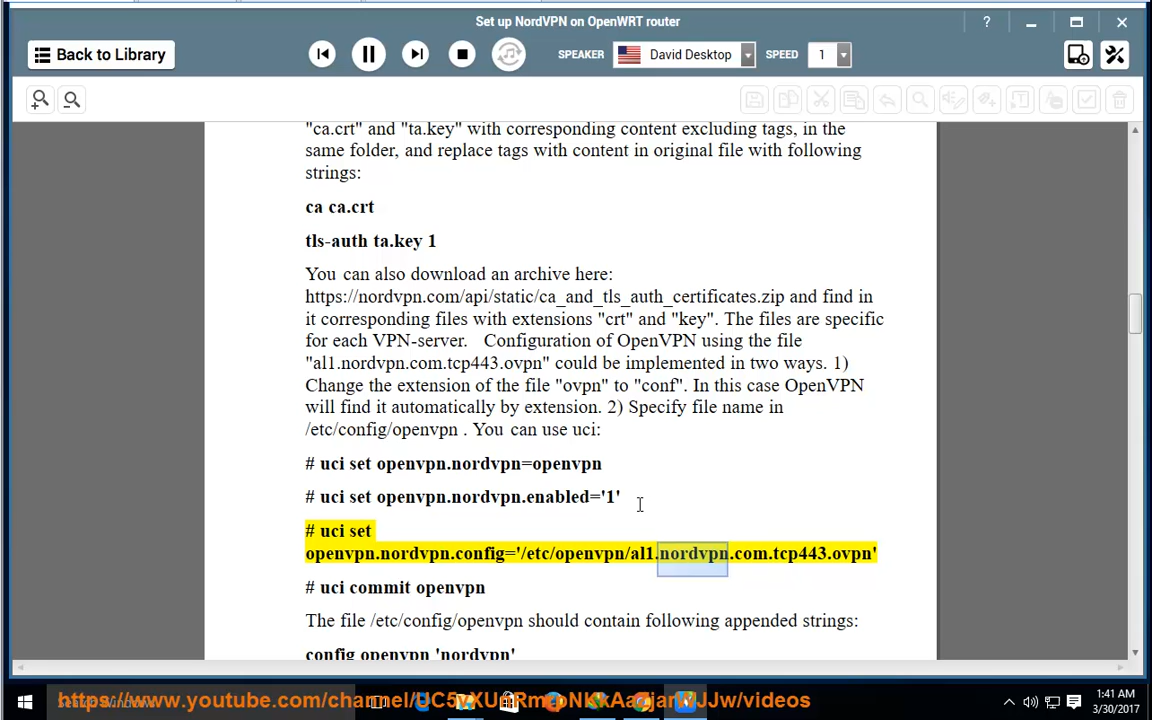 Set up NordVPN on OpenWRT router
?
Back to Library
SPEAKER
David Desktop
SPEED
1
"ca.crt" and "ta.key" with corresponding content excluding tags, in the
same folder, and replace tags with content in original file with following
strings:
ca ca.crt
tls-auth ta.key 1
You can also download an archive here:
https://nordvpn.com/api/static/ca_and_tls_auth_certificates.zip and find in
it corresponding files with extensions "crt" and "key". The files are specific
for each VPN-server. Configuration of OpenVPN using the file
"al1.nordvpn.com.tcp443.ovpn" could be implemented in two ways. 1)
Change the extension of the file "ovpn" to "conf". In this case OpenVPN
will find it automatically by extension. 2) Specify file name in
/etc/config/openvpn . You can use uci:
# uci set openvpn.nordvpn=openvpn
# uci set openvpn.nordvpn.enabled='1'
# uci set
openvpn.nordvpn.config='/etc/openvpn/al1.nordvpn.com.tcp443.ovpn'
# uci commit openvpn
The file /etc/config/openvpn should contain following appended strings:
config openvpn 'nordvpn'
1:41 AM
3/30/2017